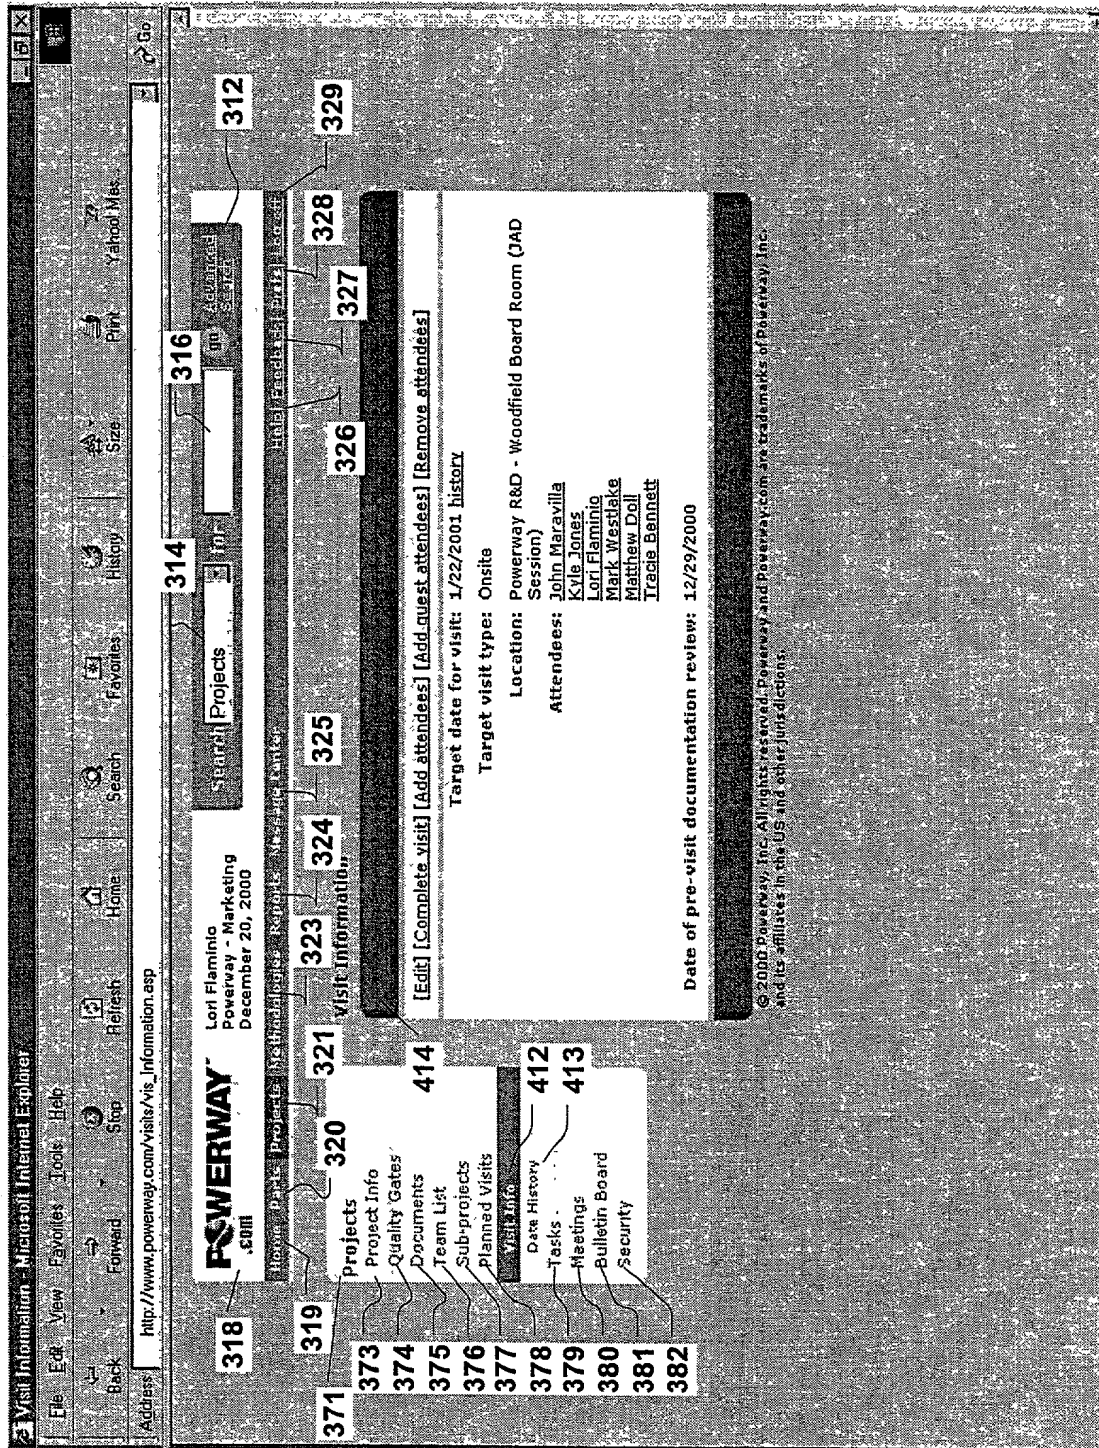 Visit Information - Microsoft Internet Explorer
File Edit View Favorites Tools Help
Back Forward Stop Refresh Home Search Favorites History Size Print Yahoo! Mes...
Address http://www.powerway.com/visits/vis_Information.asp Go
314
316
312
318
POWERWAY
.com
Lori Flaminio
Powerway - Marketing
December 20, 2000
Search Projects for go Advanced Search
Home Parts Projects Methodologies Reports Message Center Help Feedback Print
319
320
321
323
324
325
326
327
328
329
Visit Information
371
Projects
373
Project Info
374
Quality Gates
375
Documents
376
Team List
377
Sub-projects
378
Planned Visits
Visit Info
412
Date History
413
379
Tasks
380
Meetings
381
Bulletin Board
382
Security
414
[Edit] [Complete visit] [Add attendees] [Add guest attendees] [Remove attendees]
Target date for visit: 1/22/2001 history
Target visit type: Onsite
Location: Powerway R&D - Woodfield Board Room (JAD
Session)
Attendees: John Maravilla
Kyle Jones
Lori Flaminio
Mark Westlake
Matthew Doll
Tracie Bennett
Date of pre-visit documentation review: 12/29/2000
© 2000 Powerway, Inc. All rights reserved. Powerway and Powerway.com are trademarks of Powerway, Inc.
and its affiliates in the US and other jurisdictions.